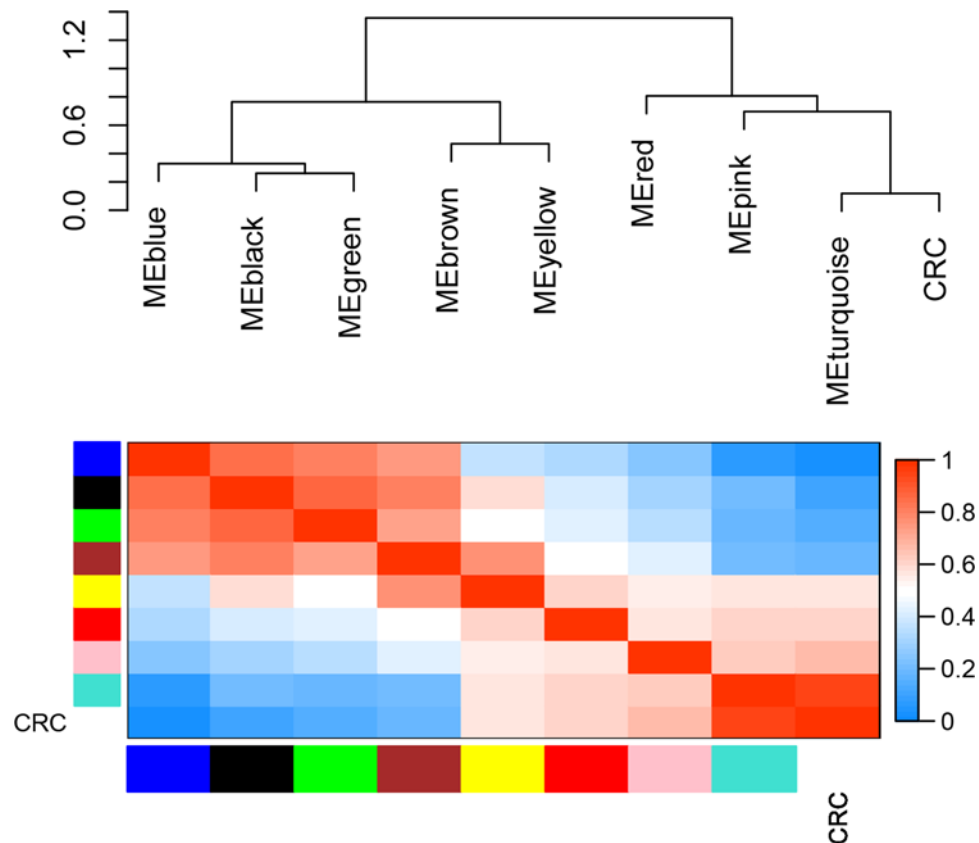 1.2
0.6
0.0
MEblue
MEblack
MEgreen
MEbrown
MEyellow
MEred
MEpink
MEturquoise
CRC
1
0.8
0.6
0.4
0.2
0
CRC
CRC